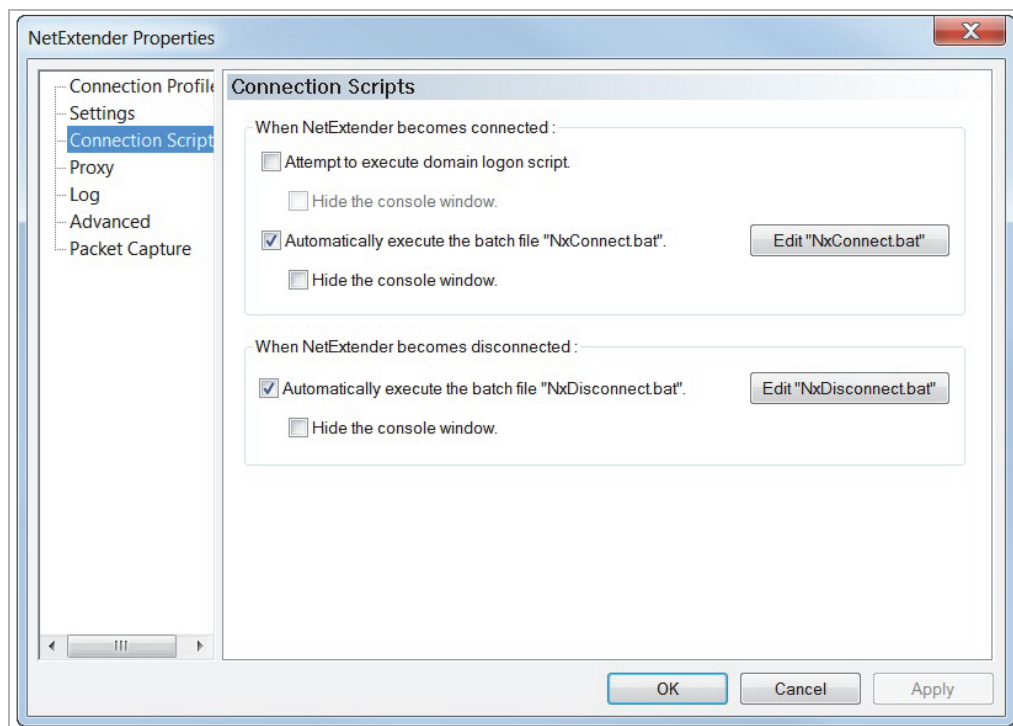 NetExtender Properties
Connection Profile
Settings
Connection Script
Proxy
Log
Advanced
Packet Capture
Connection Scripts
When NetExtender becomes connected :
Attempt to execute domain logon script.
Hide the console window.
Automatically execute the batch file "NxConnect.bat".
Edit "NxConnect.bat"
Hide the console window.
When NetExtender becomes disconnected :
Automatically execute the batch file "NxDisconnect.bat".
Edit "NxDisconnect.bat"
Hide the console window.
OK
Cancel
Apply